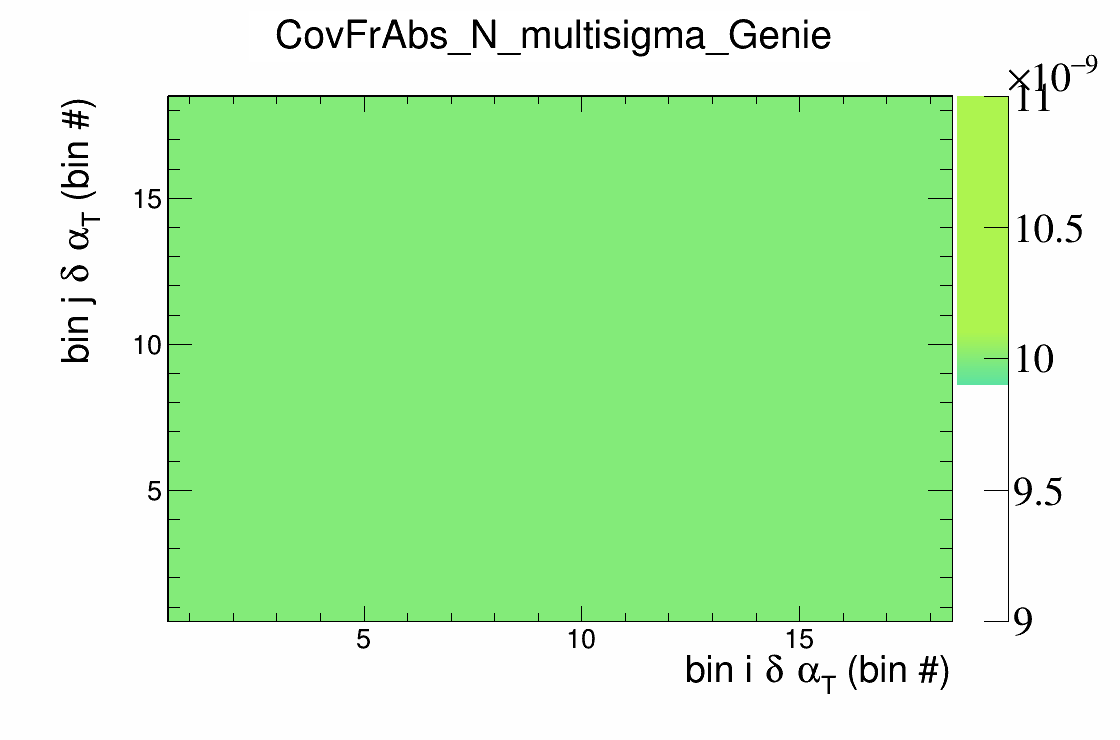 CovFrAbs_N_multisigma_Genie
×10⁻⁹
11
10.5
10
9.5
9
bin j δ α_T (bin #)
15
10
5
5 10 15
bin i δ α_T (bin #)